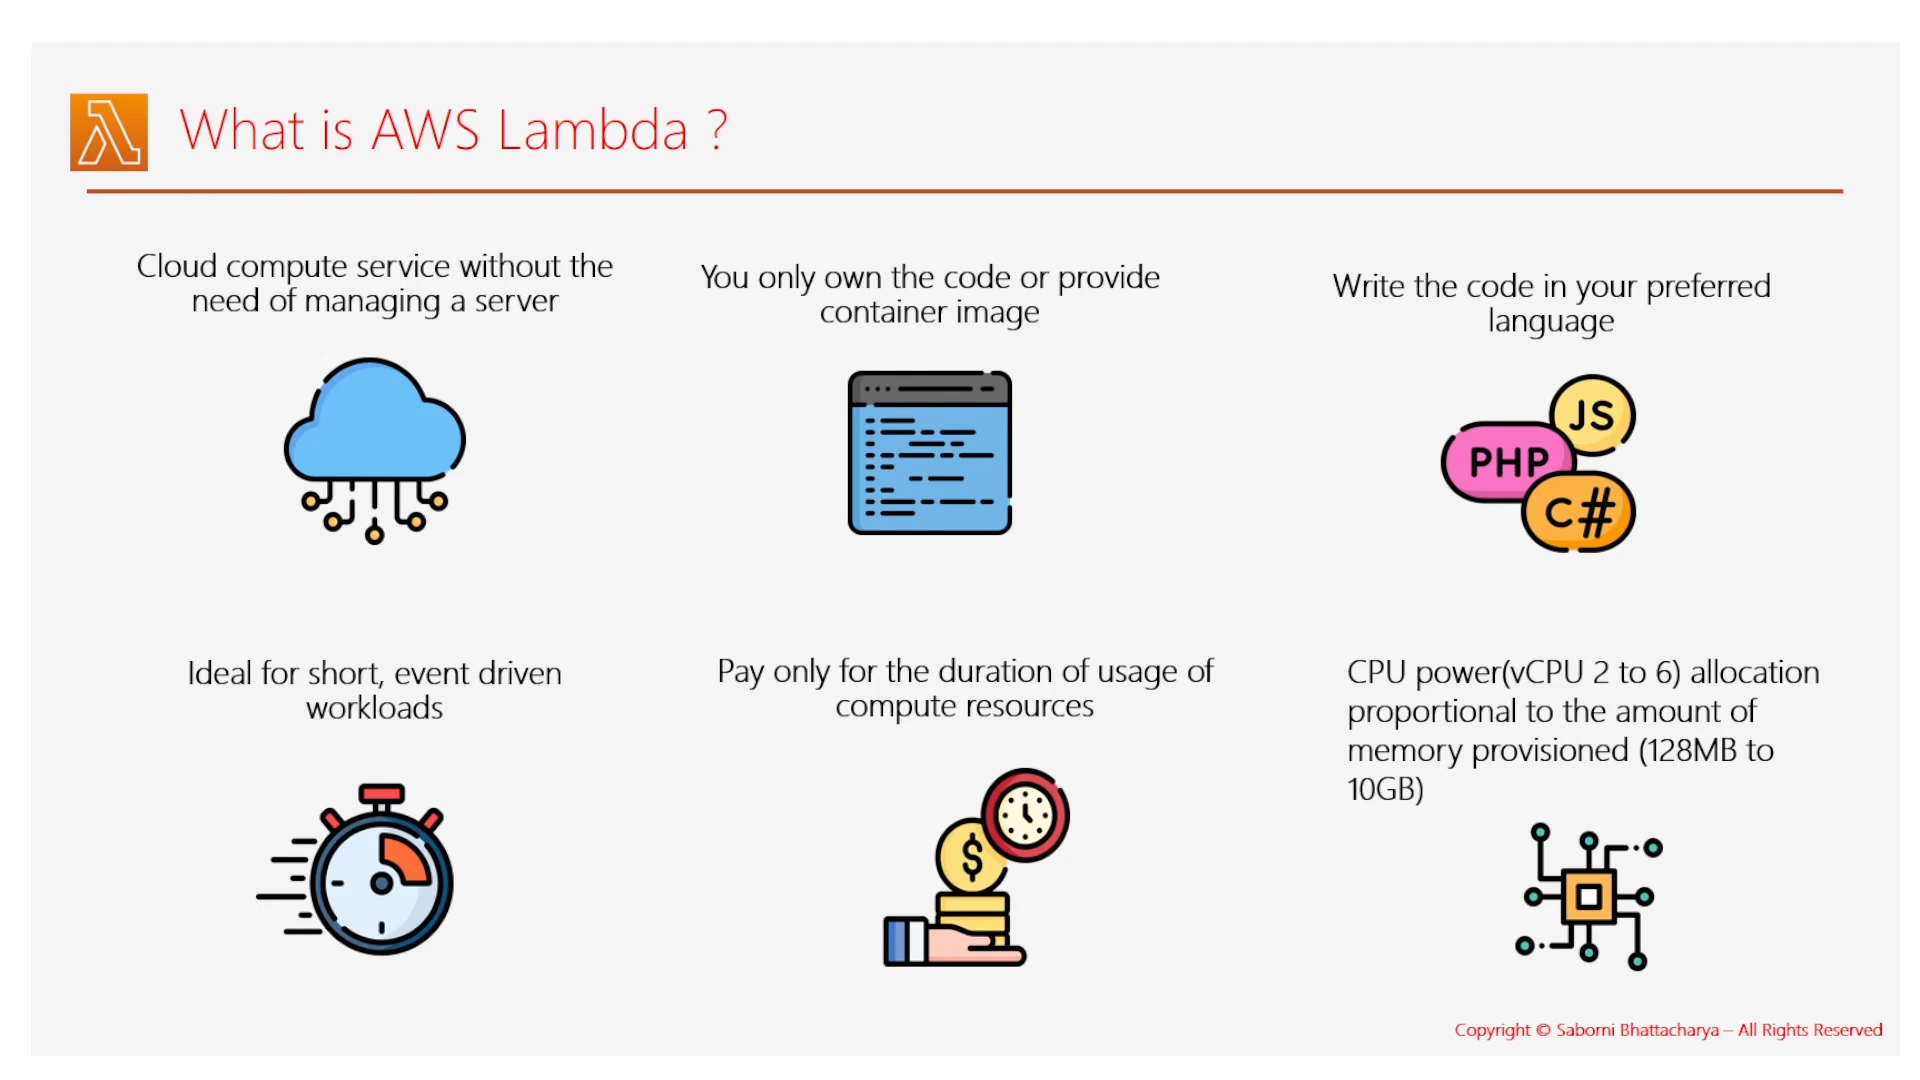 What is AWS Lambda ?
Cloud compute service without the
need of managing a server
You only own the code or provide
container image
Write the code in your preferred
language
JS
PHP
C#
Ideal for short, event driven
workloads
Pay only for the duration of usage of
compute resources
$
CPU power(vCPU 2 to 6) allocation
proportional to the amount of
memory provisioned (128MB to
10GB)
Copyright © Saborni Bhattacharya – All Rights Reserved